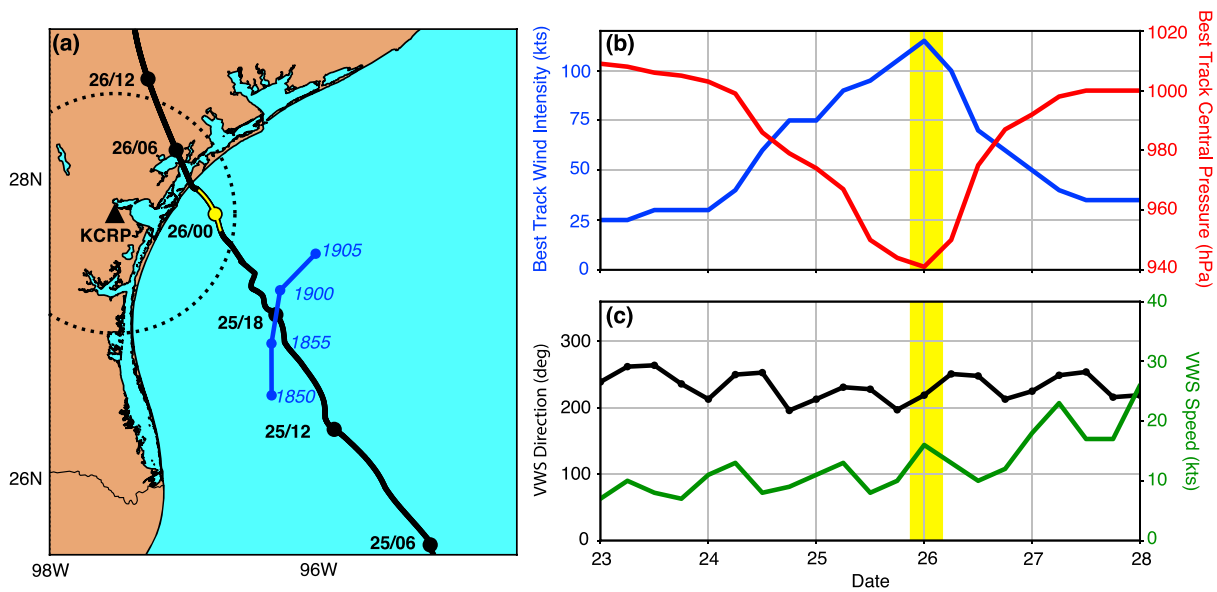 (a)
26/12
26/06
28N
KCRP
26/00
1905
1900
25/18
1855
1850
25/12
26N
25/06
98W
96W
(b)
Best Track Wind Intensity (kts)
100
75
50
25
0
Best Track Central Pressure (hPa)
1020
1000
980
960
940
(c)
VWS Direction (deg)
300
200
100
0
VWS Speed (kts)
40
30
20
10
0
23
24
25
26
27
28
Date